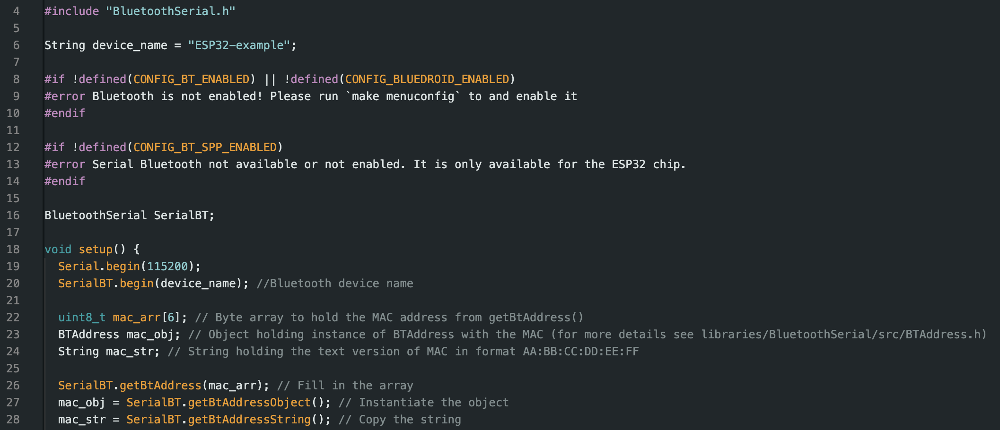 4 #include "BluetoothSerial.h"
5
6 String device_name = "ESP32-example";
7
8 #if !defined(CONFIG_BT_ENABLED) || !defined(CONFIG_BLUEDROID_ENABLED)
9 #error Bluetooth is not enabled! Please run `make menuconfig` to and enable it
10 #endif
11
12 #if !defined(CONFIG_BT_SPP_ENABLED)
13 #error Serial Bluetooth not available or not enabled. It is only available for the ESP32 chip.
14 #endif
15
16 BluetoothSerial SerialBT;
17
18 void setup() {
19   Serial.begin(115200);
20   SerialBT.begin(device_name); //Bluetooth device name
21
22   uint8_t mac_arr[6]; // Byte array to hold the MAC address from getBtAddress()
23   BTAddress mac_obj; // Object holding instance of BTAddress with the MAC (for more details see libraries/BluetoothSerial/src/BTAddress.h)
24   String mac_str; // String holding the text version of MAC in format AA:BB:CC:DD:EE:FF
25
26   SerialBT.getBtAddress(mac_arr); // Fill in the array
27   mac_obj = SerialBT.getBtAddressObject(); // Instantiate the object
28   mac_str = SerialBT.getBtAddressString(); // Copy the string